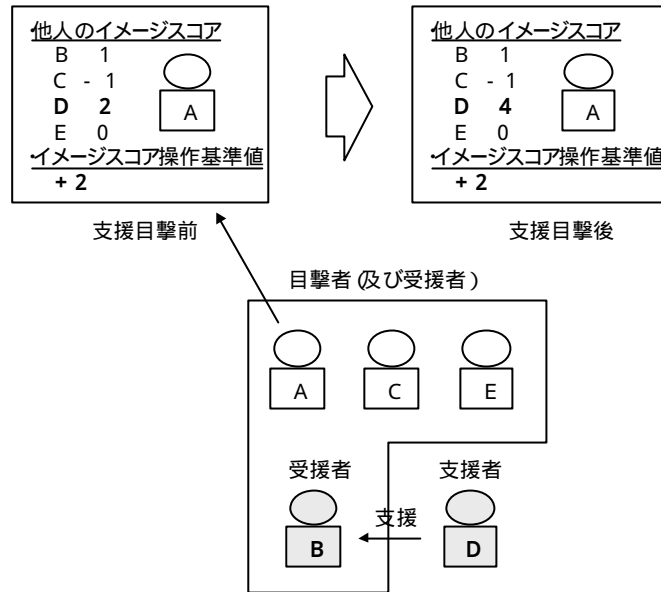 ・他人のイメージスコア
B 1
C - 1
D 2
E 0
A
・イメージスコア操作基準値
+ 2
支援目撃前
・他人のイメージスコア
B 1
C - 1
D 4
E 0
A
・イメージスコア操作基準値
+ 2
支援目撃後
目撃者(及び受援者)
A C E
受援者 支援者
支援
B D